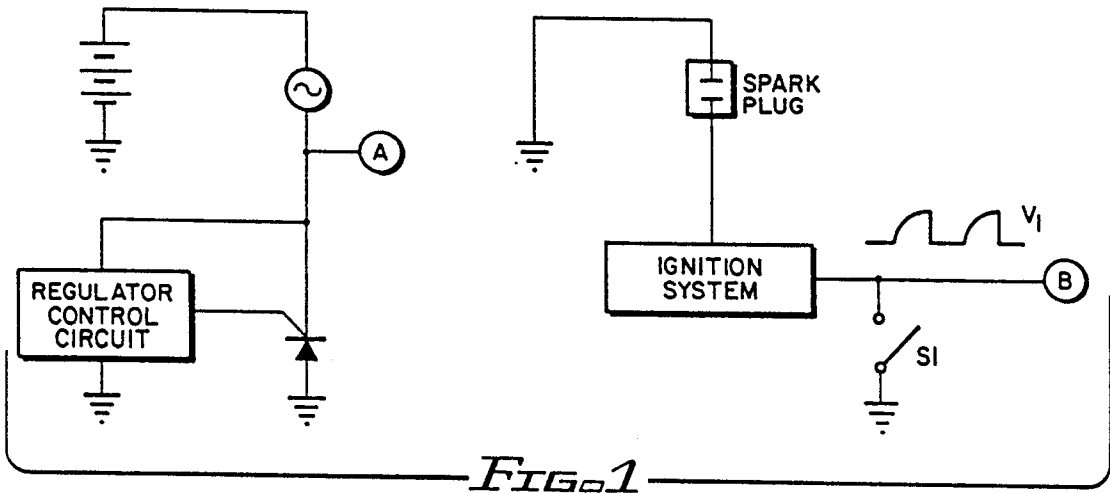 A
REGULATOR
CONTROL
CIRCUIT
SPARK
PLUG
IGNITION
SYSTEM
V1
B
S1
FIG. 1